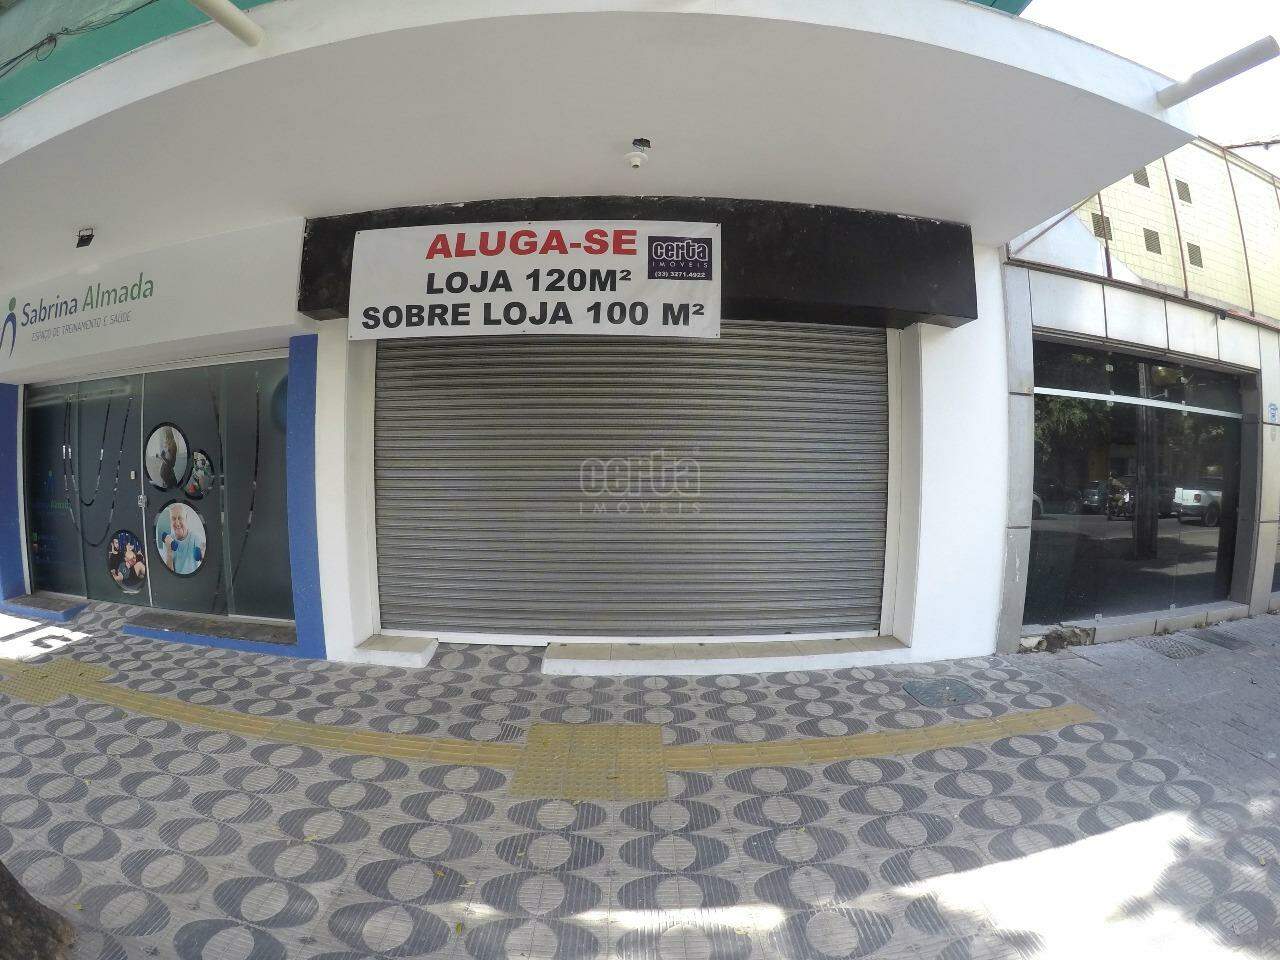 ALUGA-SE
certa
IMÓVEIS
(33) 3271.4922
LOJA 120M²
SOBRE LOJA 100 M²
Sabrina Almada
ESPAÇO DE TREINAMENTO E SAÚDE
certa
IMÓVEIS